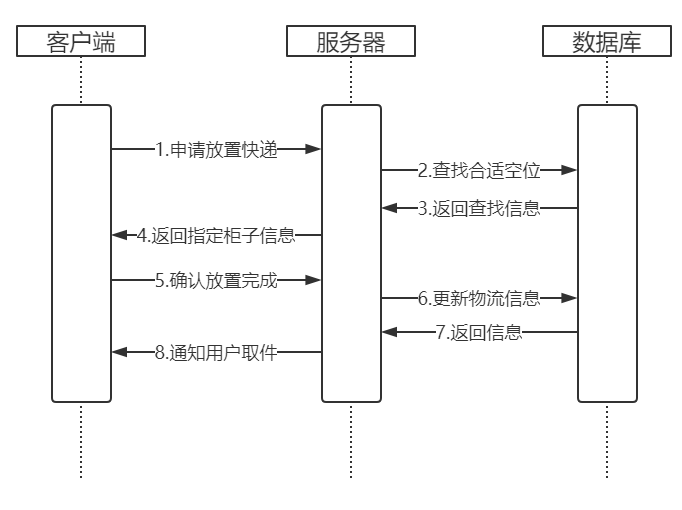 客户端
服务器
数据库
1.申请放置快递
2.查找合适空位
3.返回查找信息
4.返回指定柜子信息
5.确认放置完成
6.更新物流信息
7.返回信息
8.通知用户取件